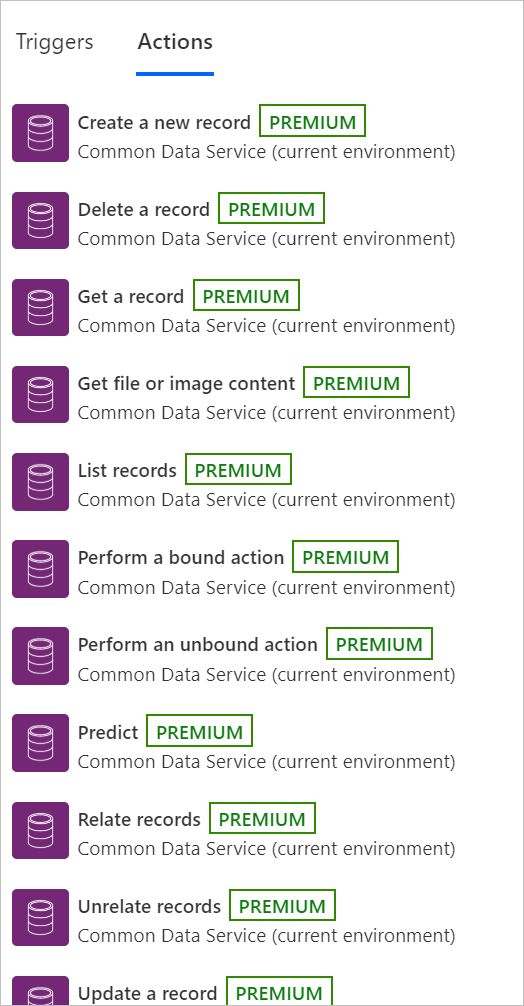 Triggers Actions
Create a new record PREMIUM
Common Data Service (current environment)
Delete a record PREMIUM
Common Data Service (current environment)
Get a record PREMIUM
Common Data Service (current environment)
Get file or image content PREMIUM
Common Data Service (current environment)
List records PREMIUM
Common Data Service (current environment)
Perform a bound action PREMIUM
Common Data Service (current environment)
Perform an unbound action PREMIUM
Common Data Service (current environment)
Predict PREMIUM
Common Data Service (current environment)
Relate records PREMIUM
Common Data Service (current environment)
Unrelate records PREMIUM
Common Data Service (current environment)
Update a record PREMIUM